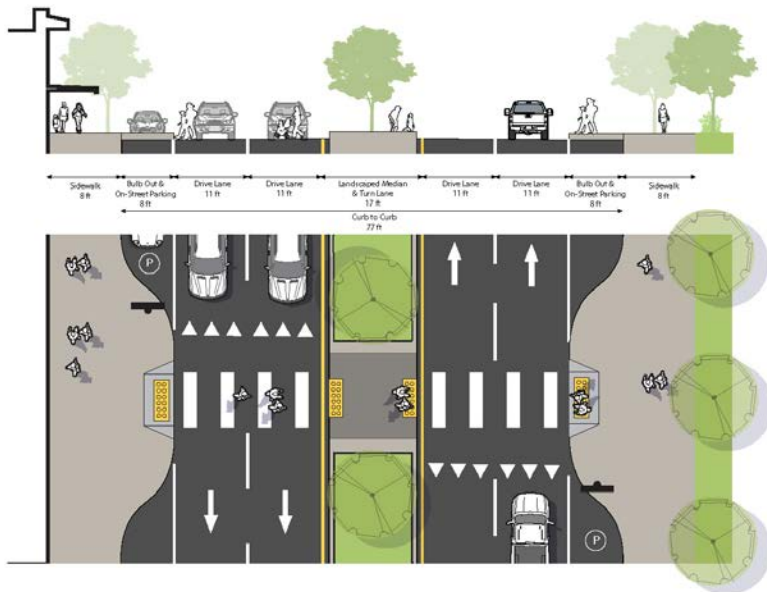 Sidewalk
8 ft
Bulb Out &
On-Street Parking
8 ft
Drive Lane
11 ft
Drive Lane
11 ft
Landscaped Median
& Turn Lane
17 ft
Drive Lane
11 ft
Drive Lane
11 ft
Bulb Out &
On-Street Parking
8 ft
Sidewalk
8 ft
Curb to Curb
77 ft
P
P